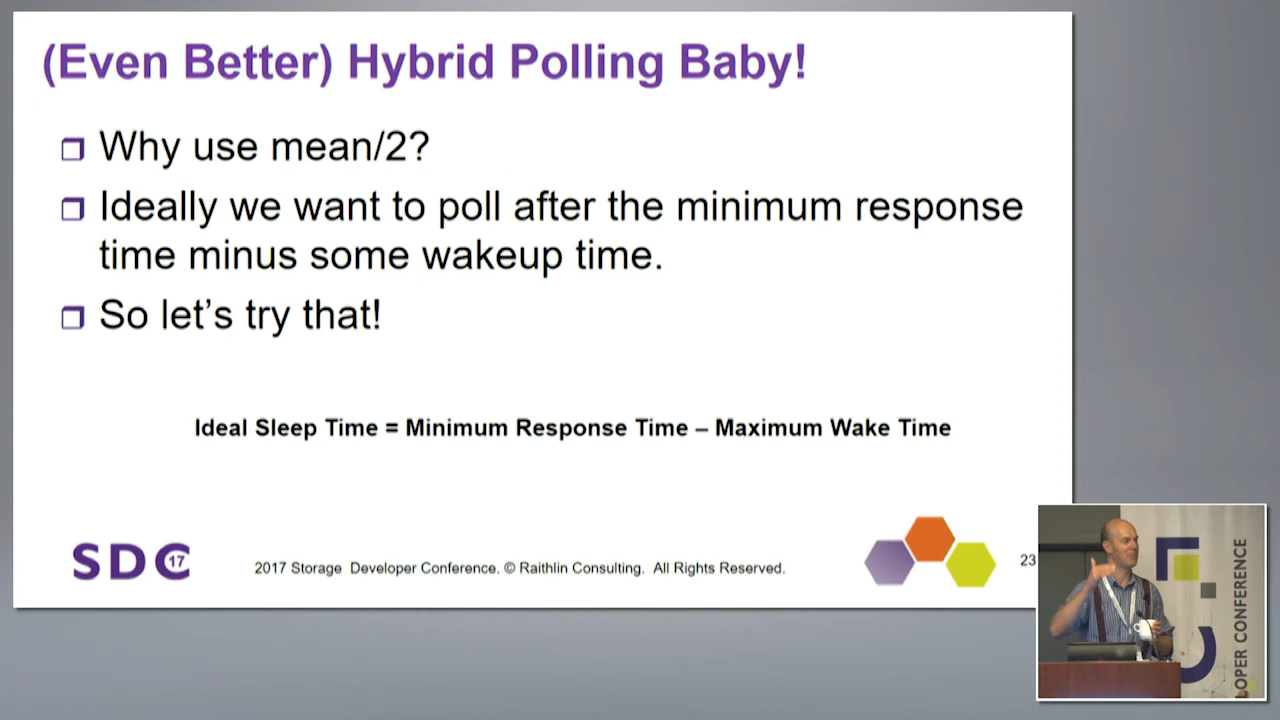 (Even Better) Hybrid Polling Baby!
Why use mean/2?
Ideally we want to poll after the minimum response
time minus some wakeup time.
So let's try that!
Ideal Sleep Time = Minimum Response Time – Maximum Wake Time
SDC 17
2017 Storage Developer Conference. © Raithlin Consulting. All Rights Reserved.
23
OPER CONFERENCE